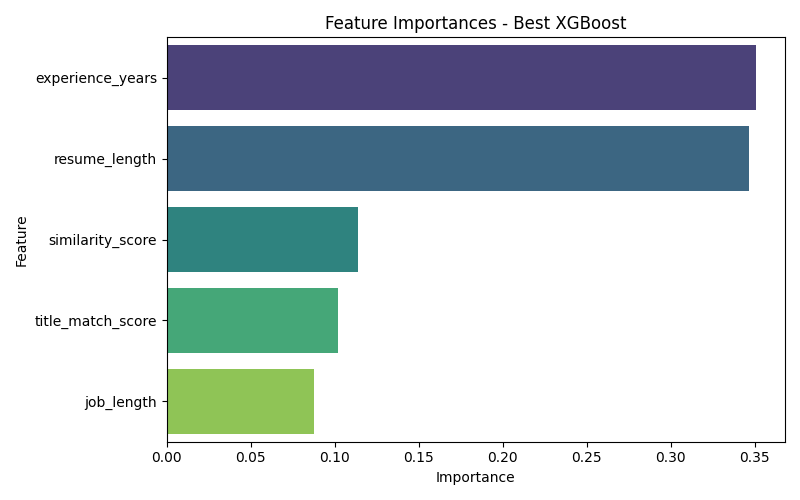 Feature Importances - Best XGBoost
experience_years
resume_length
similarity_score
title_match_score
job_length
Feature
0.00 0.05 0.10 0.15 0.20 0.25 0.30 0.35
Importance